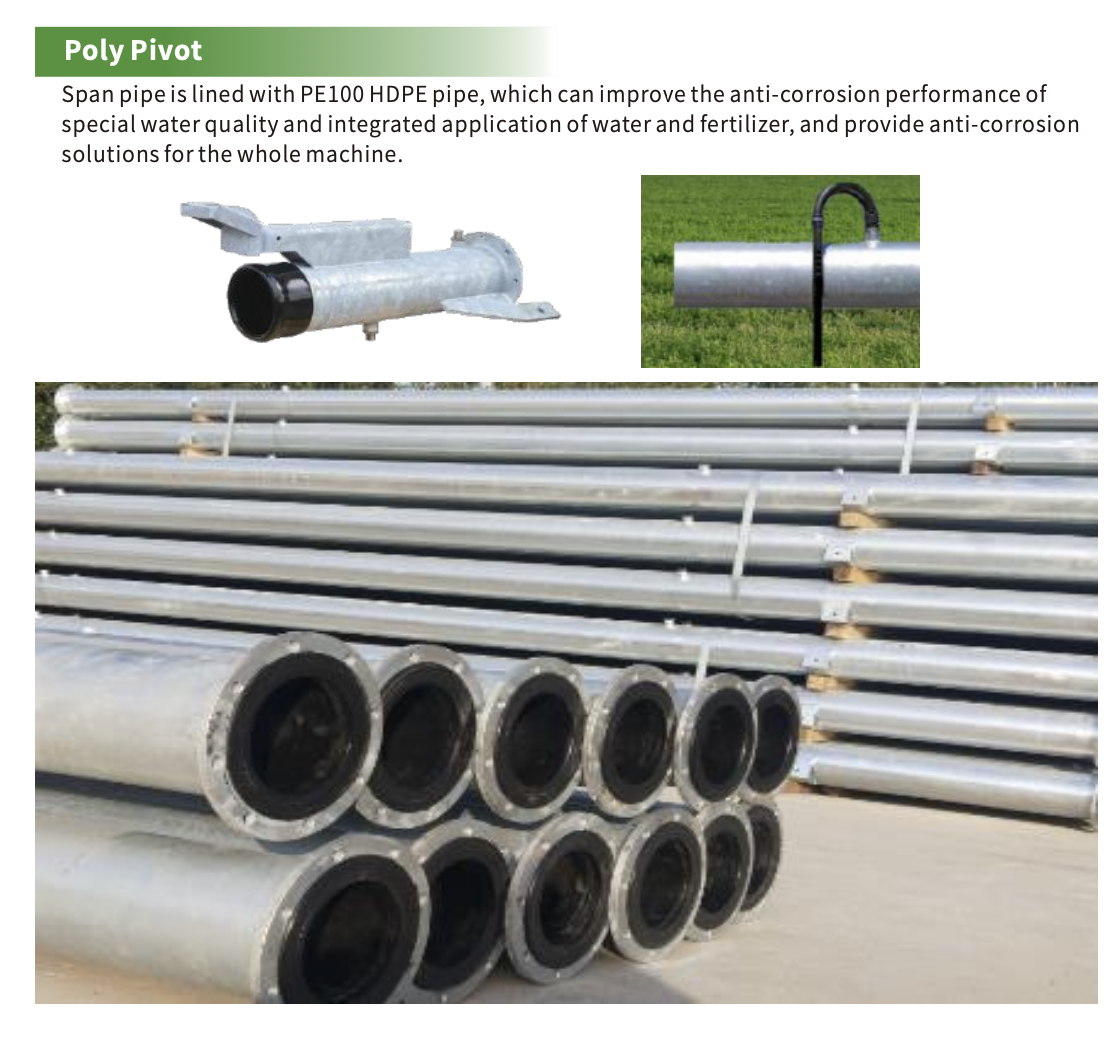 Poly Pivot
Span pipe is lined with PE100 HDPE pipe, which can improve the anti-corrosion performance of
special water quality and integrated application of water and fertilizer, and provide anti-corrosion
solutions for the whole machine.